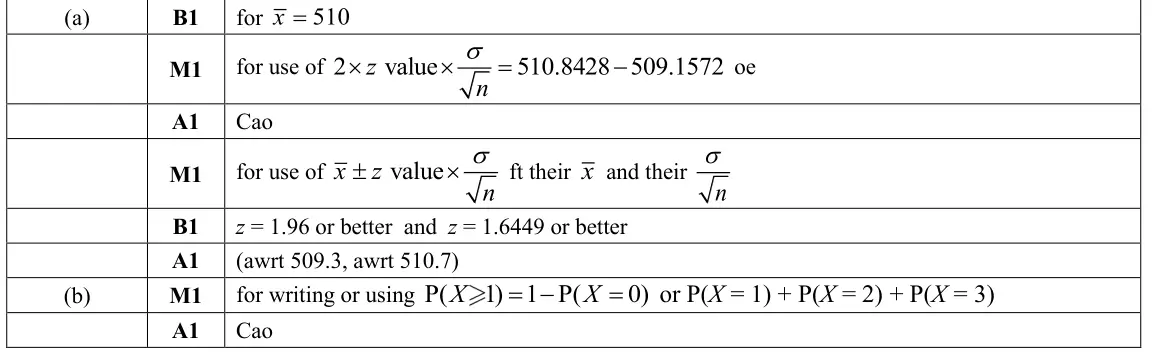 (a) B1 for x̄ = 510
M1 for use of 2 × z value × σ/√n = 510.8428 − 509.1572 oe
A1 Cao
M1 for use of x̄ ± z value × σ/√n ft their x̄ and their σ/√n
B1 z = 1.96 or better and z = 1.6449 or better
A1 (awrt 509.3, awrt 510.7)
(b) M1 for writing or using P(X⩾1) = 1 − P(X = 0) or P(X = 1) + P(X = 2) + P(X = 3)
A1 Cao